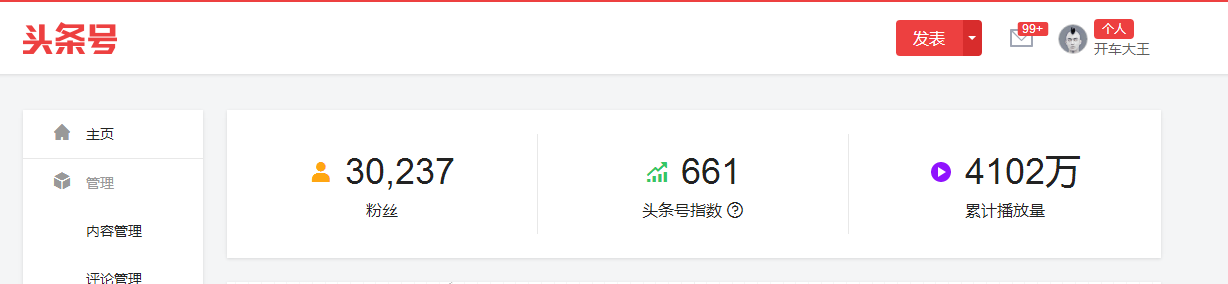 头条号
发表
99+
个人
开车大王
主页
管理
内容管理
评论管理
30,237
粉丝
661
头条号指数
4102万
累计播放量